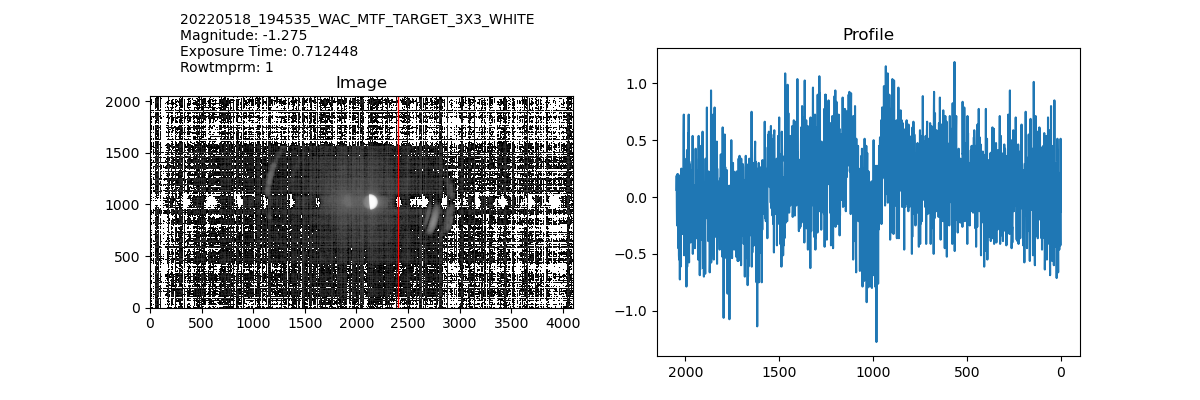 20220518_194535_WAC_MTF_TARGET_3X3_WHITE
Magnitude: -1.275
Exposure Time: 0.712448
Rowtmprm: 1
Image
2000
1500
1000
500
0
0 500 1000 1500 2000 2500 3000 3500 4000
Profile
1.0
0.5
0.0
−0.5
−1.0
2000 1500 1000 500 0